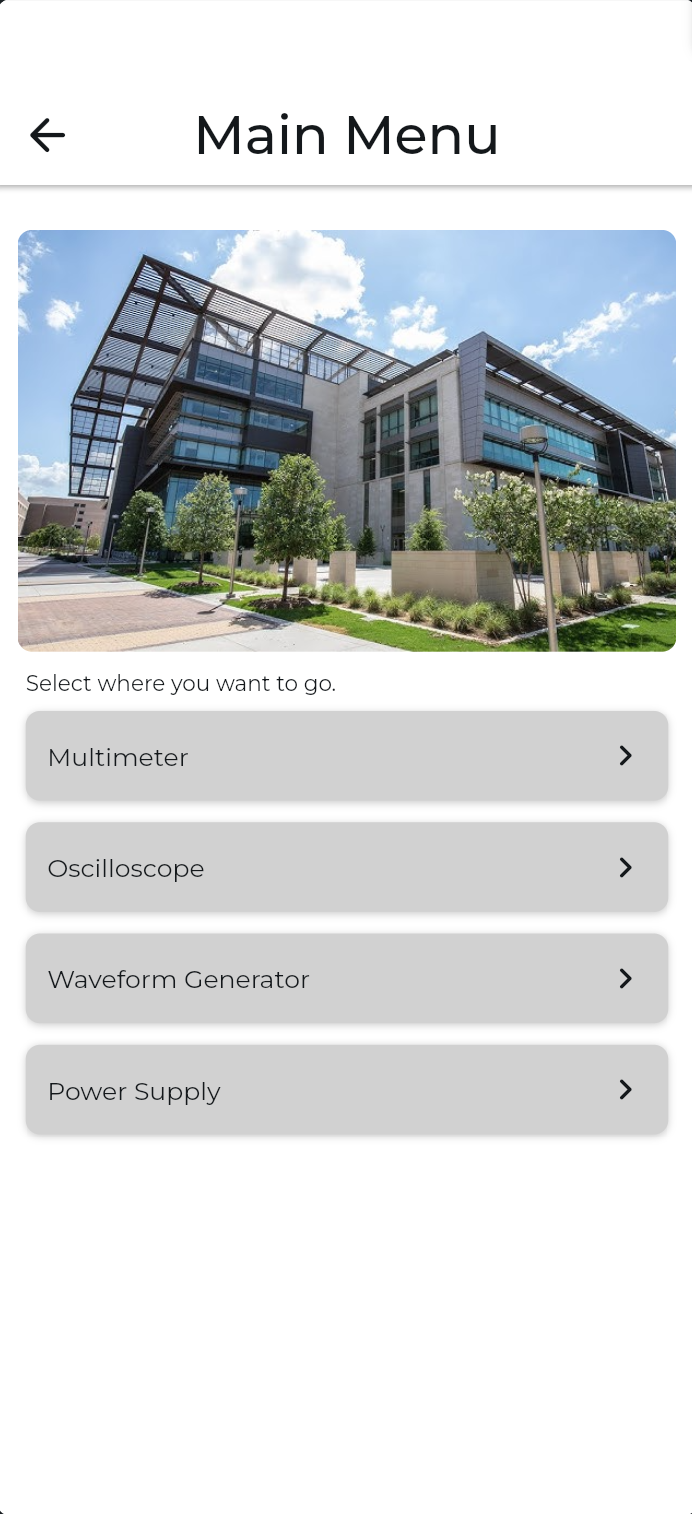 Main Menu
Select where you want to go.
Multimeter
Oscilloscope
Waveform Generator
Power Supply